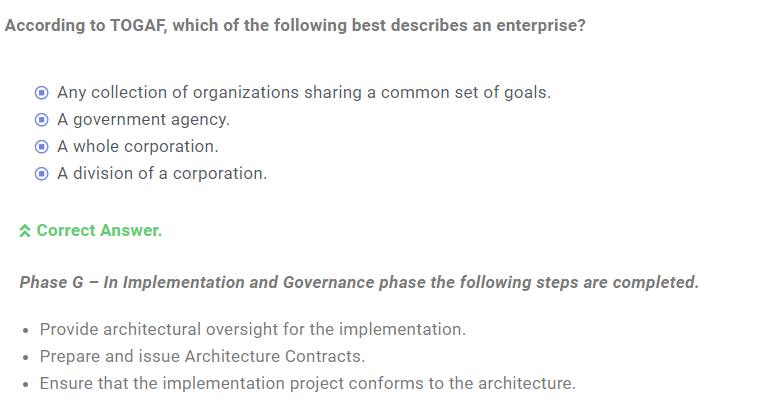 According to TOGAF, which of the following best describes an enterprise?
Any collection of organizations sharing a common set of goals.
A government agency.
A whole corporation.
A division of a corporation.
Correct Answer.
Phase G – In Implementation and Governance phase the following steps are completed.
Provide architectural oversight for the implementation.
Prepare and issue Architecture Contracts.
Ensure that the implementation project conforms to the architecture.